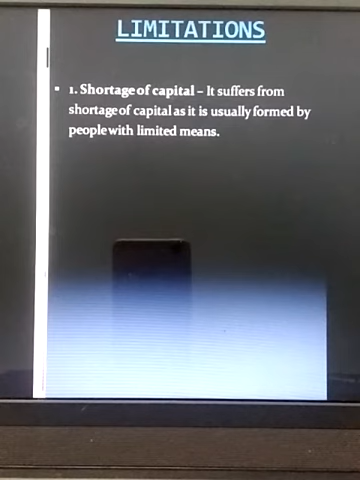 LIMITATIONS
▪ 1. Shortage of capital – It suffers from
shortage of capital as it is usually formed by
people with limited means.